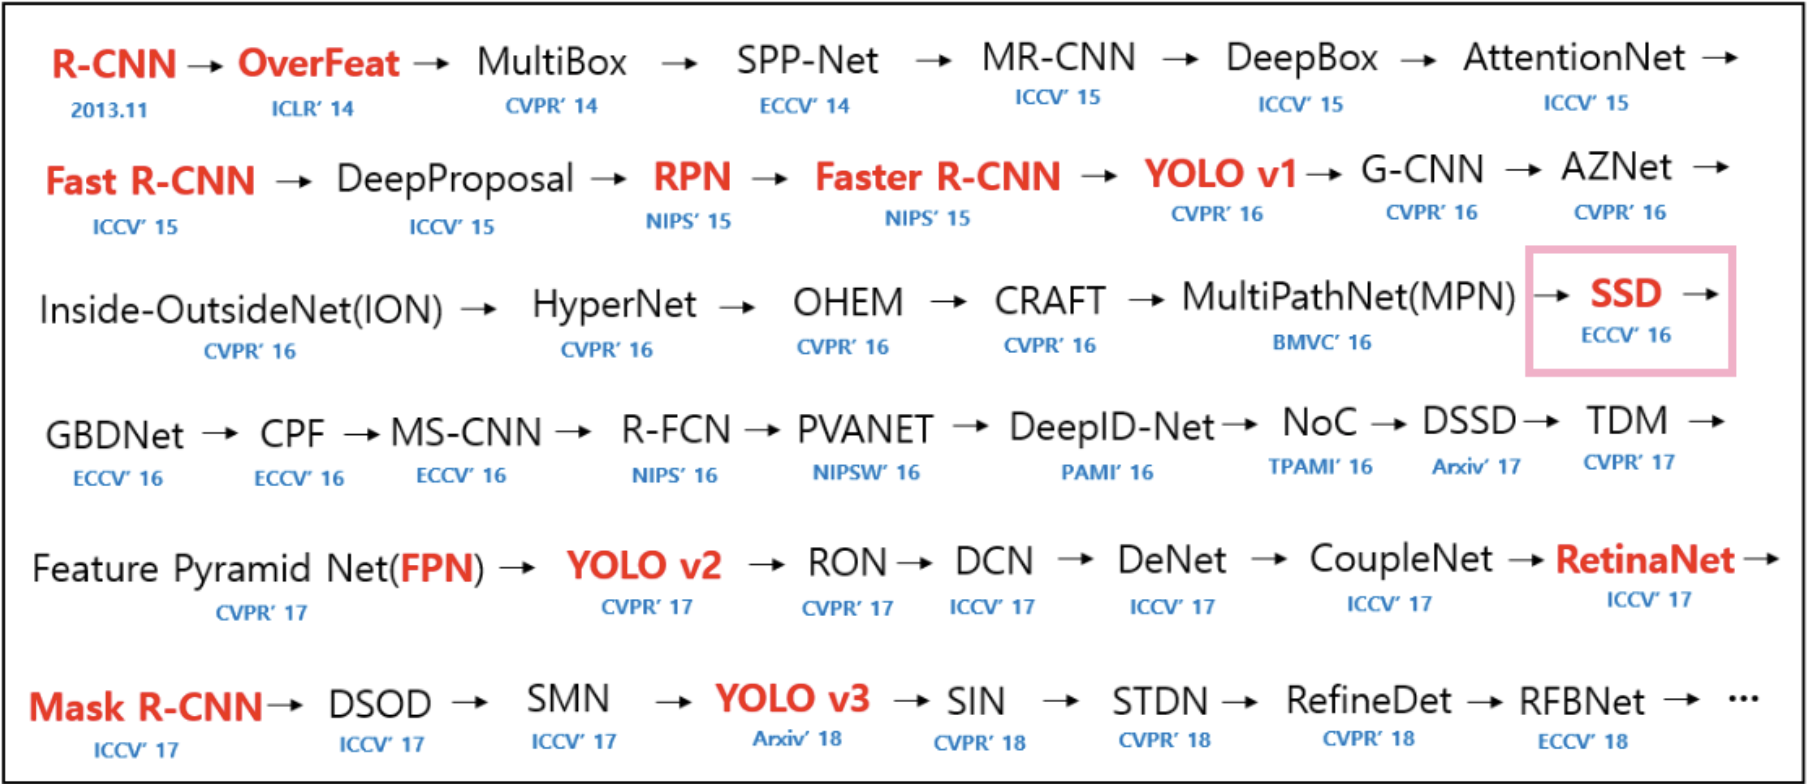 R-CNN → OverFeat → MultiBox → SPP-Net → MR-CNN → DeepBox → AttentionNet →
2013.11 ICLR' 14 CVPR' 14 ECCV' 14 ICCV' 15 ICCV' 15 ICCV' 15
Fast R-CNN → DeepProposal → RPN → Faster R-CNN → YOLO v1 → G-CNN → AZNet →
ICCV' 15 ICCV' 15 NIPS' 15 NIPS' 15 CVPR' 16 CVPR' 16 CVPR' 16
Inside-OutsideNet(ION) → HyperNet → OHEM → CRAFT → MultiPathNet(MPN) → SSD →
CVPR' 16 CVPR' 16 CVPR' 16 CVPR' 16 BMVC' 16 ECCV' 16
GBDNet → CPF → MS-CNN → R-FCN → PVANET → DeepID-Net → NoC → DSSD → TDM →
ECCV' 16 ECCV' 16 ECCV' 16 NIPS' 16 NIPSW' 16 PAMI' 16 TPAMI' 16 Arxiv' 17 CVPR' 17
Feature Pyramid Net(FPN) → YOLO v2 → RON → DCN → DeNet → CoupleNet → RetinaNet →
CVPR' 17 CVPR' 17 CVPR' 17 ICCV' 17 ICCV' 17 ICCV' 17 ICCV' 17
Mask R-CNN → DSOD → SMN → YOLO v3 → SIN → STDN → RefineDet → RFBNet → ···
ICCV' 17 ICCV' 17 ICCV' 17 Arxiv' 18 CVPR' 18 CVPR' 18 CVPR' 18 ECCV' 18